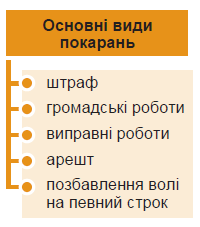 Основні види
покарань
штраф
громадські роботи
виправні роботи
арешт
позбавлення волі
на певний строк